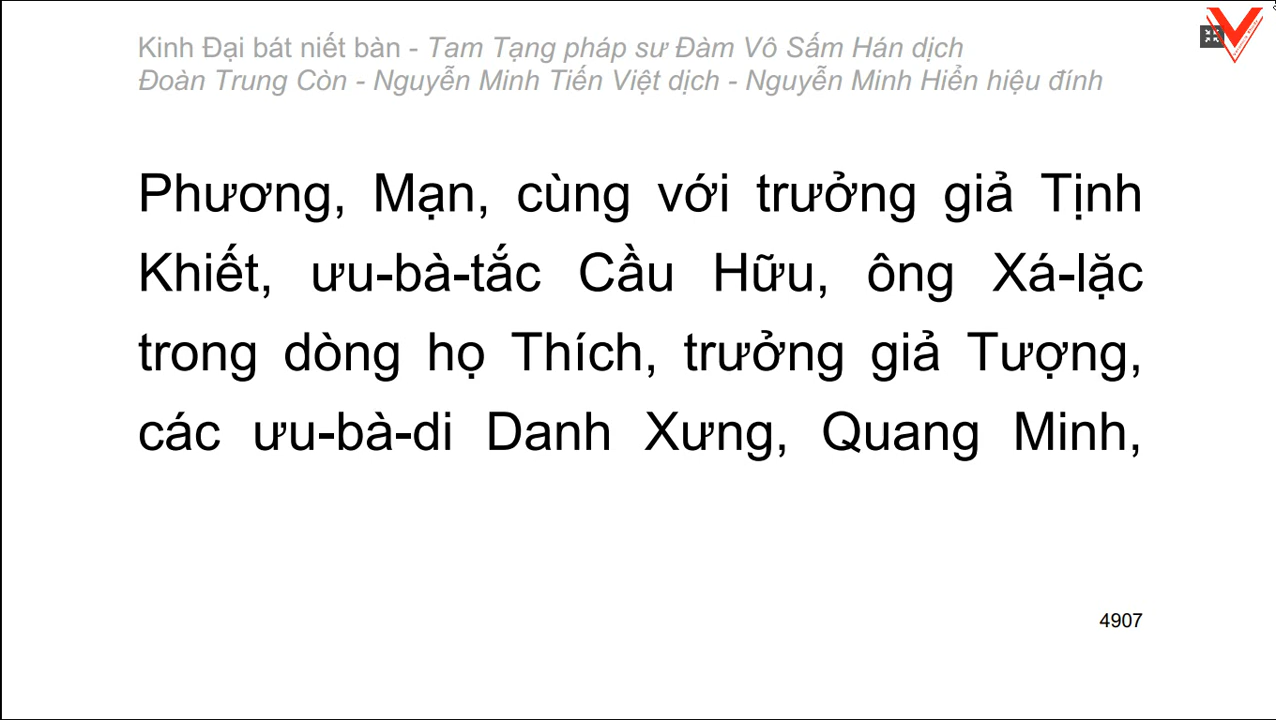 Kinh Đại bát niết bàn - Tam Tạng pháp sư Đàm Vô Sấm Hán dịch
Đoàn Trung Còn - Nguyễn Minh Tiến Việt dịch - Nguyễn Minh Hiển hiệu đính
Phương, Mạn, cùng với trưởng giả Tịnh
Khiết, ưu-bà-tắc Cầu Hữu, ông Xá-lặc
trong dòng họ Thích, trưởng giả Tượng,
các ưu-bà-di Danh Xưng, Quang Minh,
4907